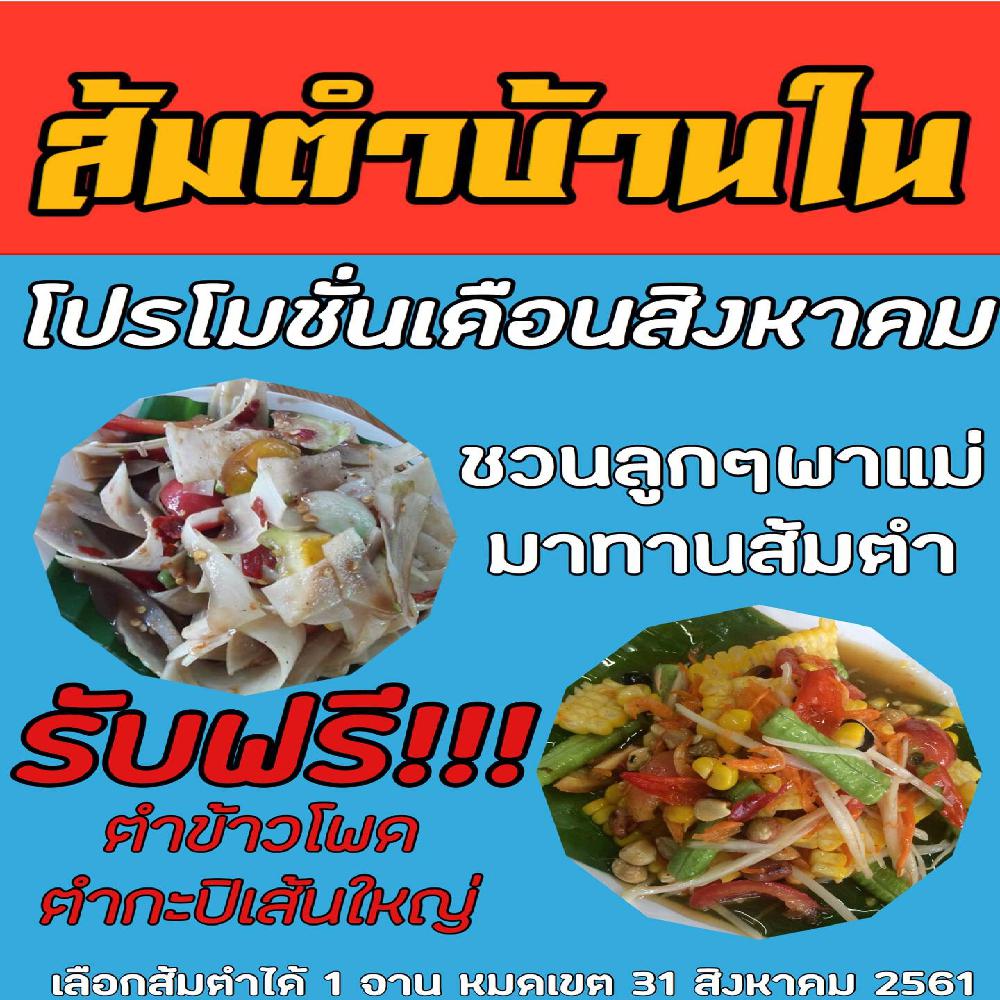 ส้มตำบ้านใน
โปรโมชั่นเดือนสิงหาคม
ชวนลูกๆพาแม่
มาทานส้มตำ
รับฟรี!!!
ตำข้าวโพด
ตำกะปิเส้นใหญ่
เลือกส้มตำได้ 1 จาน หมดเขต 31 สิงหาคม 2561